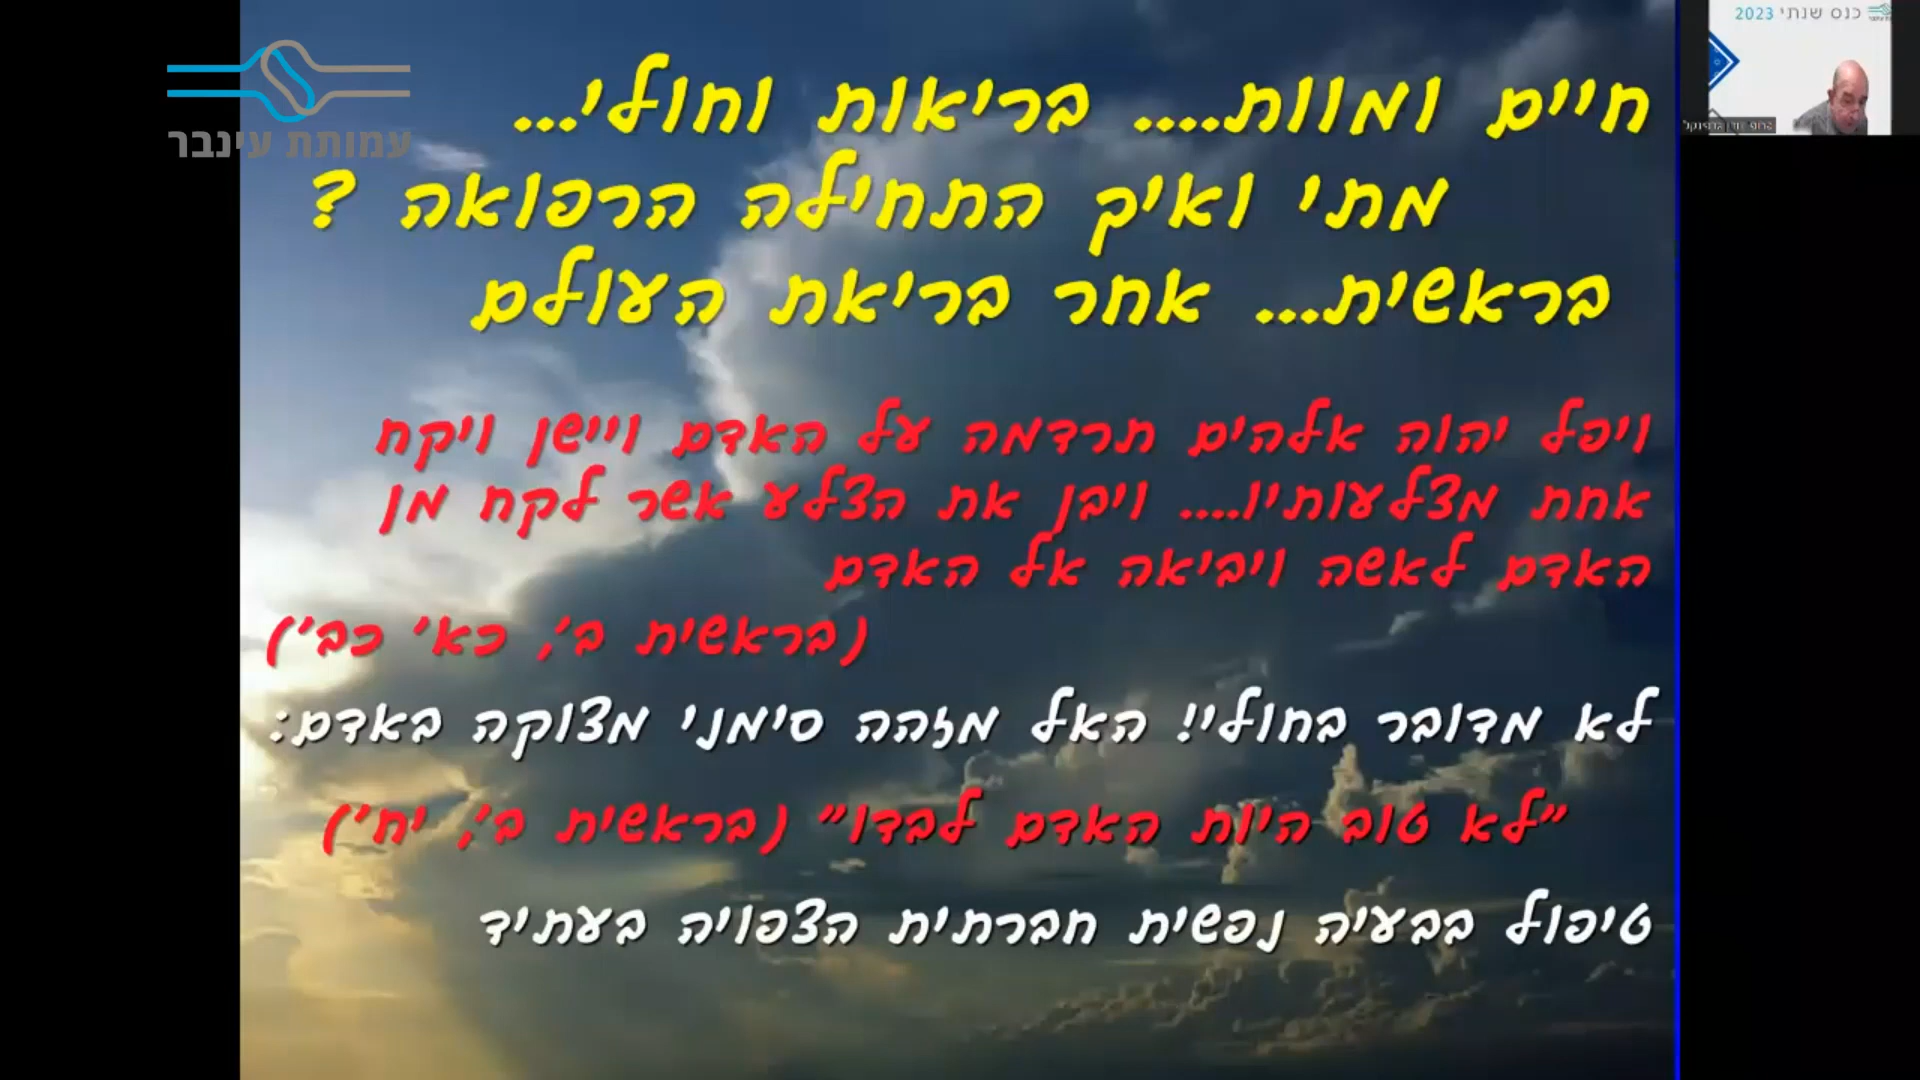 חיים ומוות.... בריאות וחולי...
מתי ואיך התחילה הרפואה ?
בראשית... אחר בריאת העולם
ויפל יהוה אלהים תרדמה על האדם ויישן ויקח
אחת מצלעותיו.... ויבן את הצלע אשר לקח מן
האדם לאשה ויביאה אל האדם
(בראשית ב', כא' כב')
לא מדובר בחולי! האל מזהה סימני מצוקה באדם:
"לא טוב היות האדם לבדו" (בראשית ב', יח')
טיפול בבעיה נפשית חברתית הצפויה בעתיד
עמותת עינבר
כנס שנתי 2023